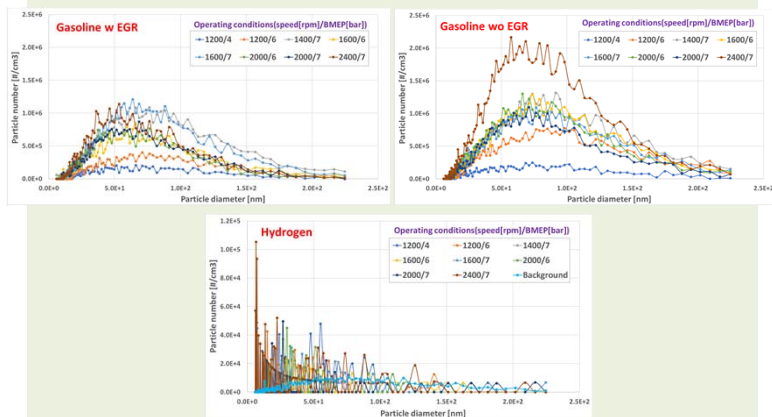 Gasoline w EGR
Operating conditions(speed[rpm]/BMEP[bar])
1200/4 1200/6 1400/7 1600/6
1600/7 2000/6 2000/7 2400/7
Particle number [#/cm3]
2.5E+6
2.0E+6
1.5E+6
1.0E+6
5.0E+5
0.0E+0
0.0E+0 5.0E+1 1.0E+2 1.5E+2 2.0E+2 2.5E+2
Particle diameter [nm]
Gasoline wo EGR
Operating conditions(speed[rpm]/BMEP[bar])
1200/4 1200/6 1400/7 1600/6
1600/7 2000/6 2000/7 2400/7
Particle number [#/cm3]
2.5E+6
2.0E+6
1.5E+6
1.0E+6
5.0E+5
0.0E+0
0.0E+0 5.0E+1 1.0E+2 1.5E+2 2.0E+2 2.5E+2
Particle diameter [nm]
Hydrogen
Operating conditions(speed[rpm]/BMEP[bar])
1200/4 1200/6 1400/7
1600/6 1600/7 2000/6
2000/7 2400/7 Background
Particle number [#/cm3]
1.2E+5
1.0E+5
8.0E+4
6.0E+4
4.0E+4
2.0E+4
0.0E+0
0.0E+0 5.0E+1 1.0E+2 1.5E+2 2.0E+2 2.5E+2
Particle diameter [nm]